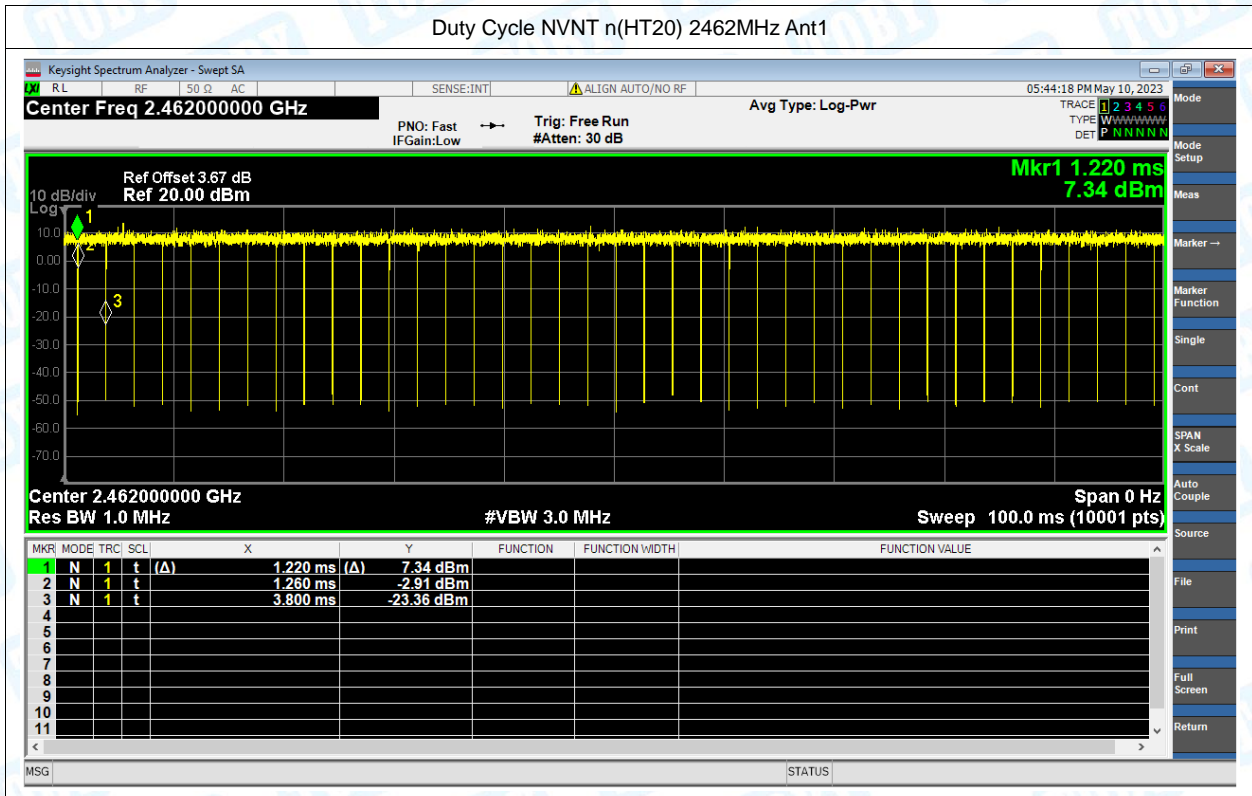 Duty Cycle NVNT n(HT20) 2462MHz Ant1
Keysight Spectrum Analyzer - Swept SA
LXI RL RF 50 Ω AC SENSE:INT ALIGN AUTO/NO RF 05:44:18 PM May 10, 2023
Center Freq 2.462000000 GHz
PNO: Fast
IFGain:Low
Trig: Free Run
#Atten: 30 dB
Avg Type: Log-Pwr
TRACE 1 2 3 4 5 6
TYPE WWWWWW
DET P N N N N N
Ref Offset 3.67 dB
10 dB/div Ref 20.00 dBm
Log
Mkr1 1.220 ms
7.34 dBm
10.0
0.00
-10.0
-20.0
-30.0
-40.0
-50.0
-60.0
-70.0
1
2
3
Center 2.462000000 GHz Span 0 Hz
Res BW 1.0 MHz #VBW 3.0 MHz Sweep 100.0 ms (10001 pts)
MKR MODE TRC SCL X Y FUNCTION FUNCTION WIDTH FUNCTION VALUE
1 N 1 t (Δ) 1.220 ms (Δ) 7.34 dBm
2 N 1 t 1.260 ms -2.91 dBm
3 N 1 t 3.800 ms -23.36 dBm
4
5
6
7
8
9
10
11
MSG STATUS
Mode
Mode Setup
Meas
Marker →
Marker Function
Single
Cont
SPAN X Scale
Auto Couple
Source
File
Print
Full Screen
Return
TOBY